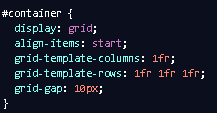 #container {
  display: grid;
  align-items: start;
  grid-template-columns: 1fr;
  grid-template-rows: 1fr 1fr 1fr;
  grid-gap: 10px;
}